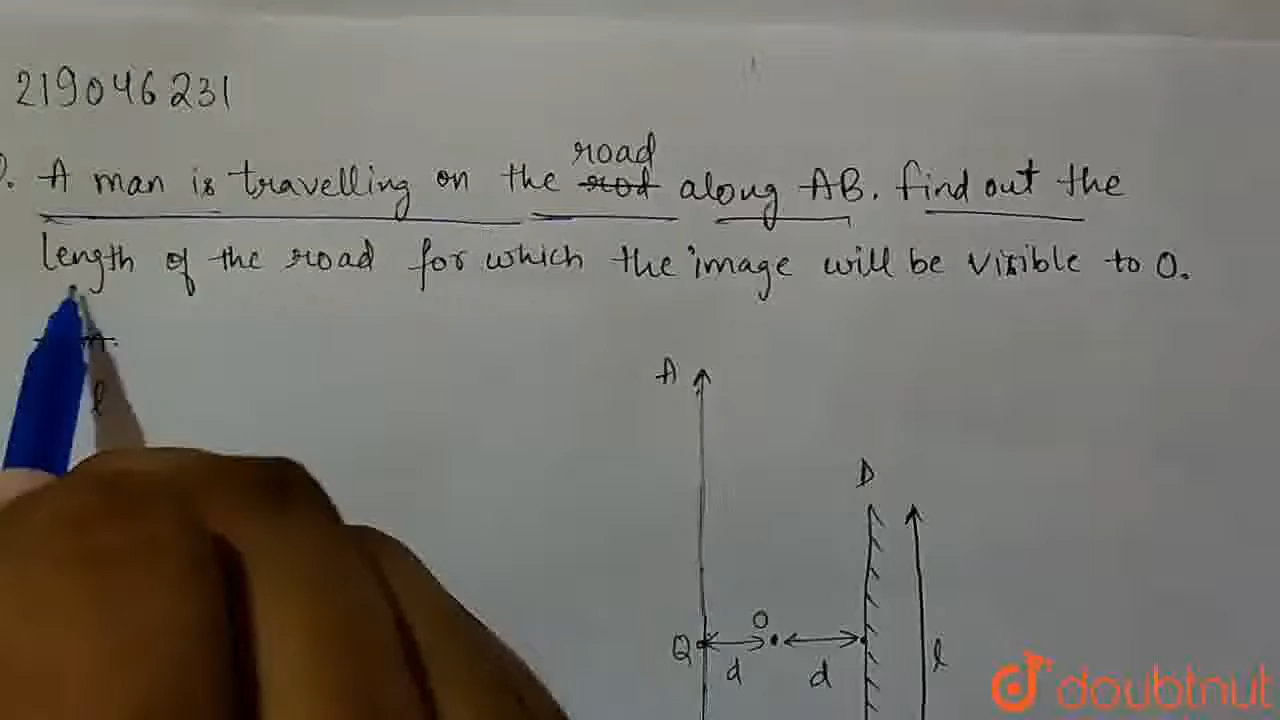 219046231
road
A man is travelling on the rod along AB. find out the
length of the road for which the image will be visible to O.
l
A
D
O
Q
d
d
l
doubtnut